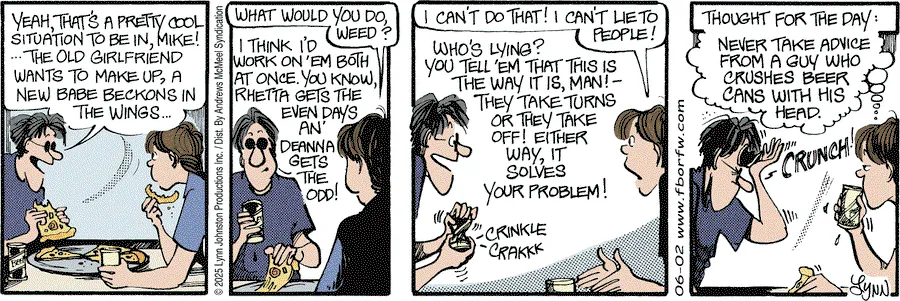 YEAH, THAT'S A PRETTY COOL
SITUATION TO BE IN, MIKE!
...THE OLD GIRLFRIEND
WANTS TO MAKE UP, A
NEW BABE BECKONS IN
THE WINGS...
© 2025 Lynn Johnston Productions Inc. / Dist. By Andrews McMeel Syndication
WHAT WOULD YOU DO,
WEED?
I THINK I'D
WORK ON 'EM BOTH
AT ONCE. YOU KNOW,
RHETTA GETS THE
EVEN DAYS
AN'
DEANNA
GETS
THE
ODD!
I CAN'T DO THAT! I CAN'T LIE TO
PEOPLE!
WHO'S LYING?
YOU TELL 'EM THAT THIS IS
THE WAY IT IS, MAN!-
THEY TAKE TURNS
OR THEY TAKE
OFF! EITHER
WAY, IT
SOLVES
YOUR PROBLEM!
CRINKLE
CRAKKK
06-02 www.fborfw.com
THOUGHT FOR THE DAY:
NEVER TAKE ADVICE
FROM A GUY WHO
CRUSHES BEER
CANS WITH HIS
HEAD.
CRUNCH!
LYNN